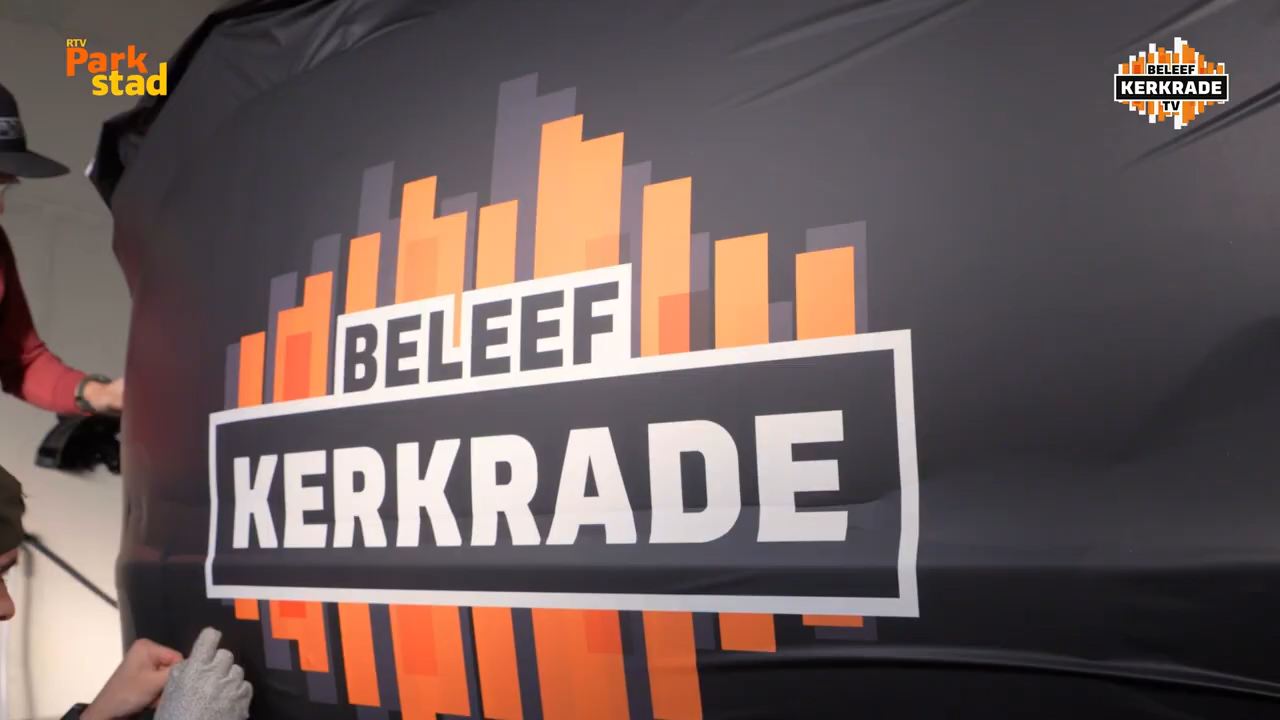 RTV
Park
stad
BELEEF
KERKRADE
TV
BELEEF
KERKRADE